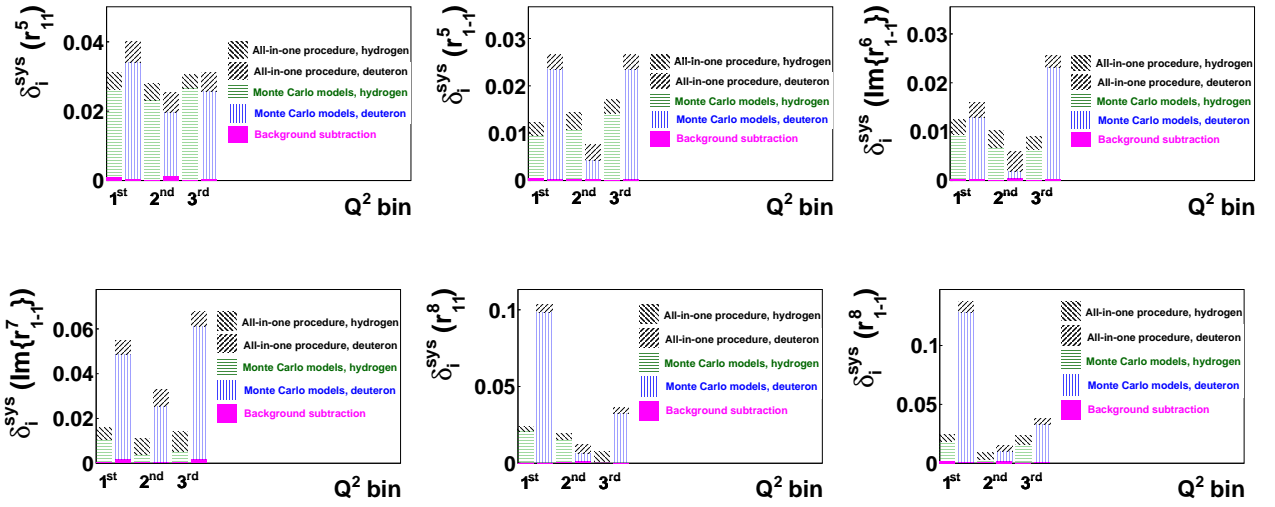 δ_i^sys (r^5_11)
0.04
0.02
0
1st 2nd 3rd
Q² bin
All-in-one procedure, hydrogen
All-in-one procedure, deuteron
Monte Carlo models, hydrogen
Monte Carlo models, deuteron
Background subtraction
δ_i^sys (r^5_1-1)
0.03
0.02
0.01
0
1st 2nd 3rd
Q² bin
All-in-one procedure, hydrogen
All-in-one procedure, deuteron
Monte Carlo models, hydrogen
Monte Carlo models, deuteron
Background subtraction
δ_i^sys (Im{r^6_1-1})
0.03
0.02
0.01
0
1st 2nd 3rd
Q² bin
All-in-one procedure, hydrogen
All-in-one procedure, deuteron
Monte Carlo models, hydrogen
Monte Carlo models, deuteron
Background subtraction
δ_i^sys (Im{r^7_1-1})
0.06
0.04
0.02
0
1st 2nd 3rd
Q² bin
All-in-one procedure, hydrogen
All-in-one procedure, deuteron
Monte Carlo models, hydrogen
Monte Carlo models, deuteron
Background subtraction
δ_i^sys (r^8_11)
0.1
0.05
0
1st 2nd 3rd
Q² bin
All-in-one procedure, hydrogen
All-in-one procedure, deuteron
Monte Carlo models, hydrogen
Monte Carlo models, deuteron
Background subtraction
δ_i^sys (r^8_1-1)
0.1
0.05
0
1st 2nd 3rd
Q² bin
All-in-one procedure, hydrogen
All-in-one procedure, deuteron
Monte Carlo models, hydrogen
Monte Carlo models, deuteron
Background subtraction